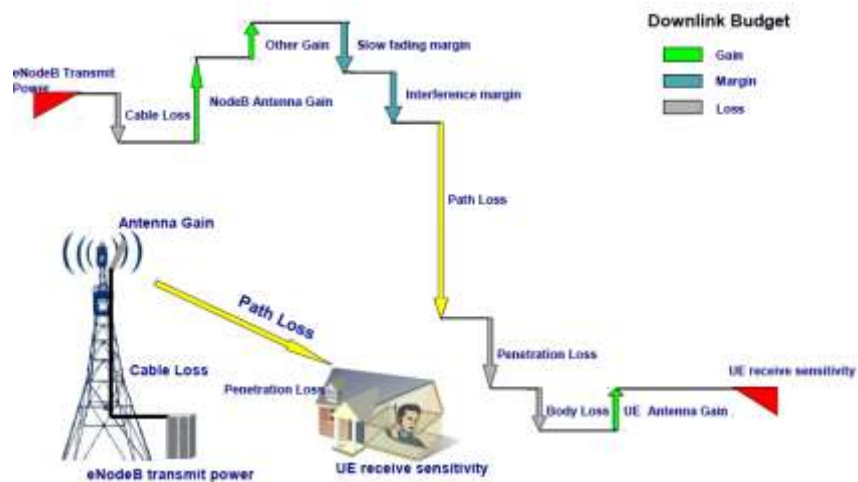 Downlink Budget
Gain
Margin
Loss
Other Gain
Slow fading margin
eNodeB Transmit
Power
Cable Loss
NodeB Antenna Gain
Interference margin
Path Loss
Antenna Gain
Path Loss
Cable Loss
Penetration Loss
Penetration Loss
UE receive sensitivity
Body Loss
UE Antenna Gain
UE receive sensitivity
eNodeB transmit power